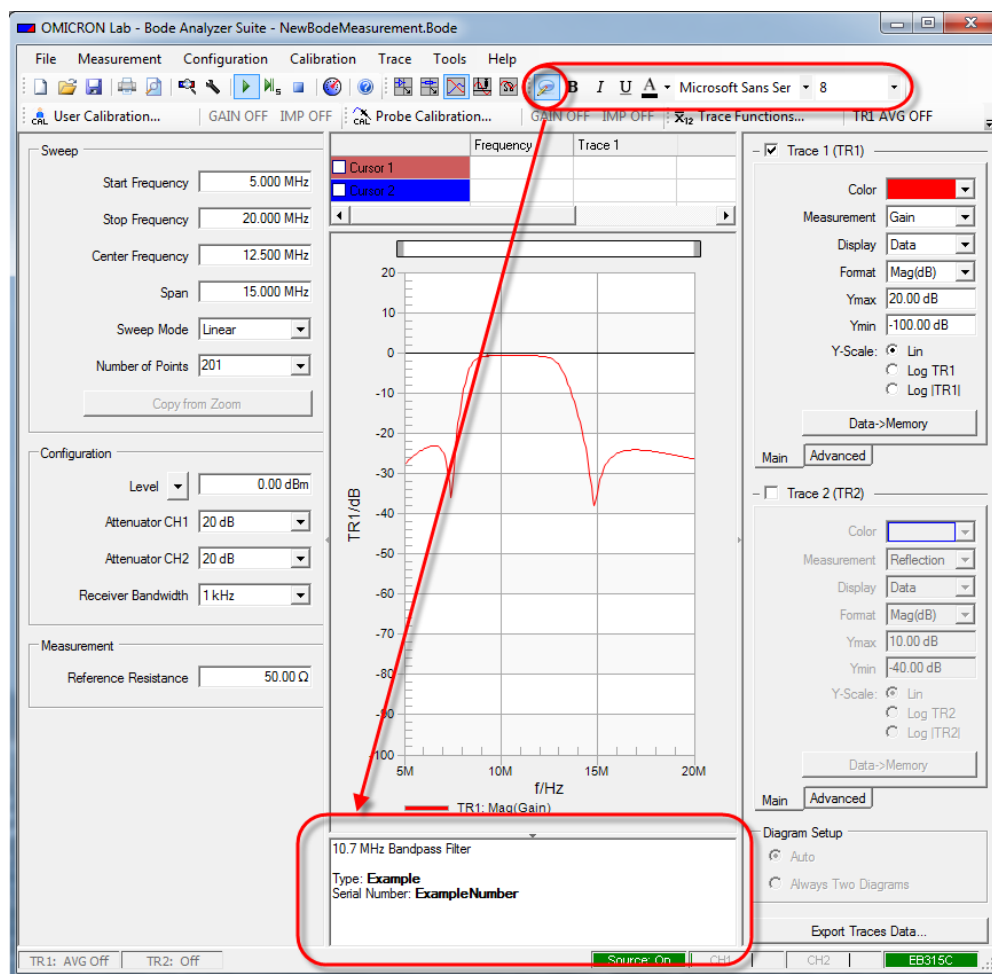 OMICRON Lab - Bode Analyzer Suite - NewBodeMeasurement.Bode
File Measurement Configuration Calibration Trace Tools Help
B I U A Microsoft Sans Ser 8
CAL User Calibration... GAIN OFF IMP OFF CAL Probe Calibration... GAIN OFF IMP OFF X12 Trace Functions... TR1 AVG OFF
Sweep
Start Frequency 5.000 MHz
Stop Frequency 20.000 MHz
Center Frequency 12.500 MHz
Span 15.000 MHz
Sweep Mode Linear
Number of Points 201
Copy from Zoom
Configuration
Level 0.00 dBm
Attenuator CH1 20 dB
Attenuator CH2 20 dB
Receiver Bandwidth 1 kHz
Measurement
Reference Resistance 50.00 Ω
Frequency Trace 1
Cursor 1
Cursor 2
20
10
0
-10
-20
-30
-40
-50
-60
-70
-80
-90
-100
TR1/dB
5M 10M 15M 20M
f/Hz
TR1: Mag(Gain)
10.7 MHz Bandpass Filter
Type: Example
Serial Number: ExampleNumber
Trace 1 (TR1)
Color
Measurement Gain
Display Data
Format Mag(dB)
Ymax 20.00 dB
Ymin -100.00 dB
Y-Scale: Lin
Log TR1
Log |TR1|
Data->Memory
Main Advanced
Trace 2 (TR2)
Color
Measurement Reflection
Display Data
Format Mag(dB)
Ymax 10.00 dB
Ymin -40.00 dB
Y-Scale: Lin
Log TR2
Log |TR2|
Data->Memory
Main Advanced
Diagram Setup
Auto
Always Two Diagrams
Export Traces Data...
TR1: AVG Off TR2: Off Source: On CH1 CH2 EB315C